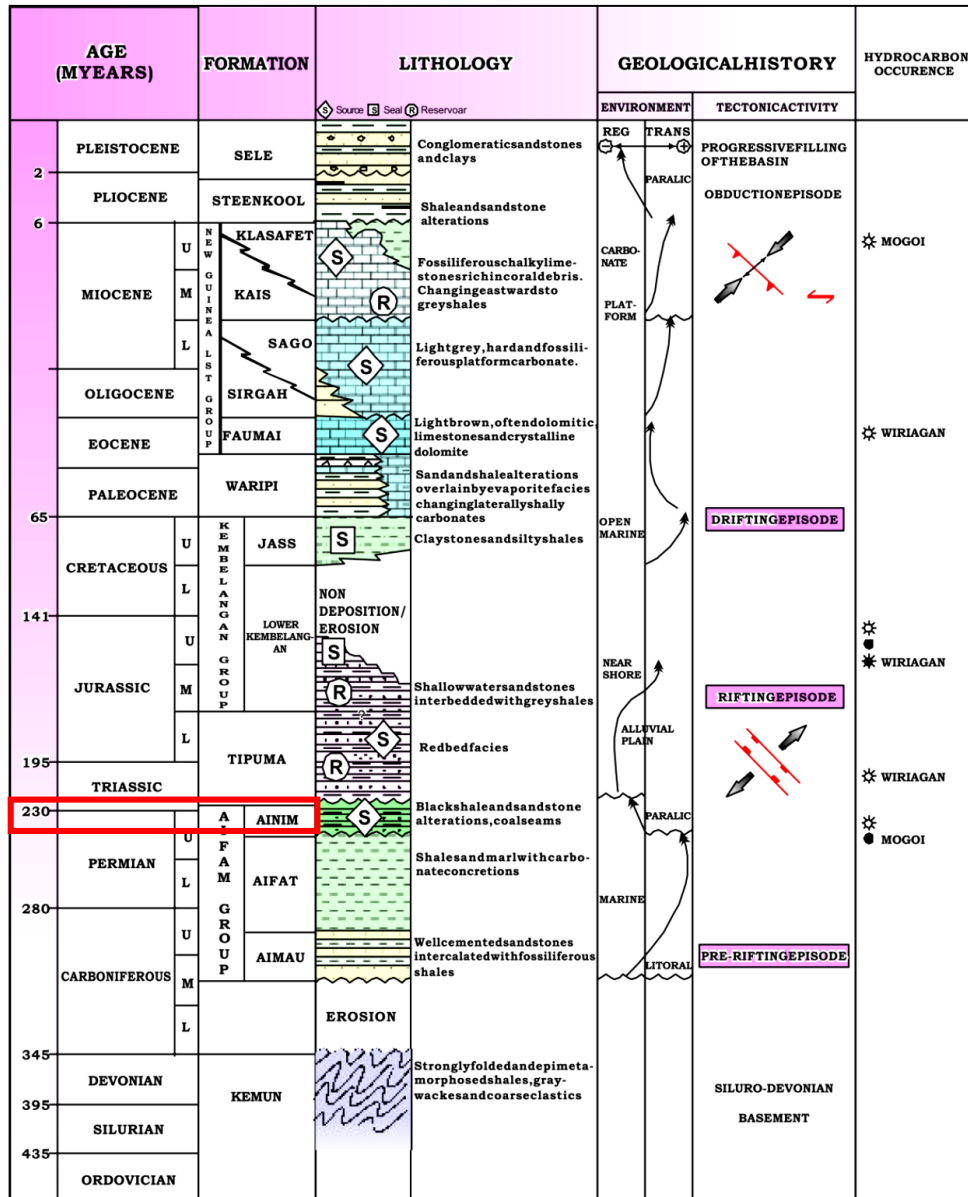 AGE
(MYEARS)
FORMATION
LITHOLOGY
GEOLOGICALHISTORY
HYDROCARBON
OCCURENCE
S Source S Seal R Reservoar
ENVIRONMENT
TECTONICACTIVITY
REG
TRANS
PLEISTOCENE
SELE
Conglomeraticsandstones
andclays
PROGRESSIVEFILLING
OFTHEBASIN
2
PARALIC
PLIOCENE
STEENKOOL
Shaleandsandstone
alterations
OBDUCTIONEPISODE
6
MIOCENE
U
M
L
NEW GUINEA LST GROUP
KLASAFET
KAIS
SAGO
S
R
Fossiliferouschalkylime-
stonesrichincoraldebris.
Changingeastwardsto
greyshales
CARBO-
NATE
PLAT-
FORM
MOGOI
S
Lightgrey,hardandfossili-
ferousplatformcarbonate.
OLIGOCENE
SIRGAH
EOCENE
FAUMAI
S
Lightbrown,oftendolomitic,
limestonesandcrystalline
dolomite
WIRIAGAN
PALEOCENE
WARIPI
Sandandshalealterations
overlainbyevaporitefacies
changinglaterallyshally
carbonates
65
OPEN
MARINE
DRIFTINGEPISODE
CRETACEOUS
U
L
KEMBELANGAN GROUP
JASS
S
Claystonesandsiltyshales
141
NON
DEPOSITION/
EROSION
JURASSIC
U
M
L
LOWER
KEMBELANG-
AN
S
R
Shallowwatersandstones
interbeddedwithgreyshales
NEAR
SHORE
WIRIAGAN
RIFTINGEPISODE
?
ALLUVIAL
PLAIN
TIPUMA
S
R
Redbedfacies
195
TRIASSIC
WIRIAGAN
230
AIFAM GROUP
AINIM
S
Blackshaleandsandstone
alterations,coalseams
PARALIC
PERMIAN
U
L
AIFAT
Shalesandmarlwithcarbo-
nateconcretions
MOGOI
MARINE
280
CARBONIFEROUS
U
M
L
AIMAU
Wellcementedsandstones
intercalatedwithfossiliferous
shales
LITORAL
PRE-RIFTINGEPISODE
EROSION
345
DEVONIAN
KEMUN
Stronglyfoldedandepimeta-
morphosedshales,gray-
wackesandcoarseclastics
SILURO-DEVONIAN
BASEMENT
395
SILURIAN
435
ORDOVICIAN